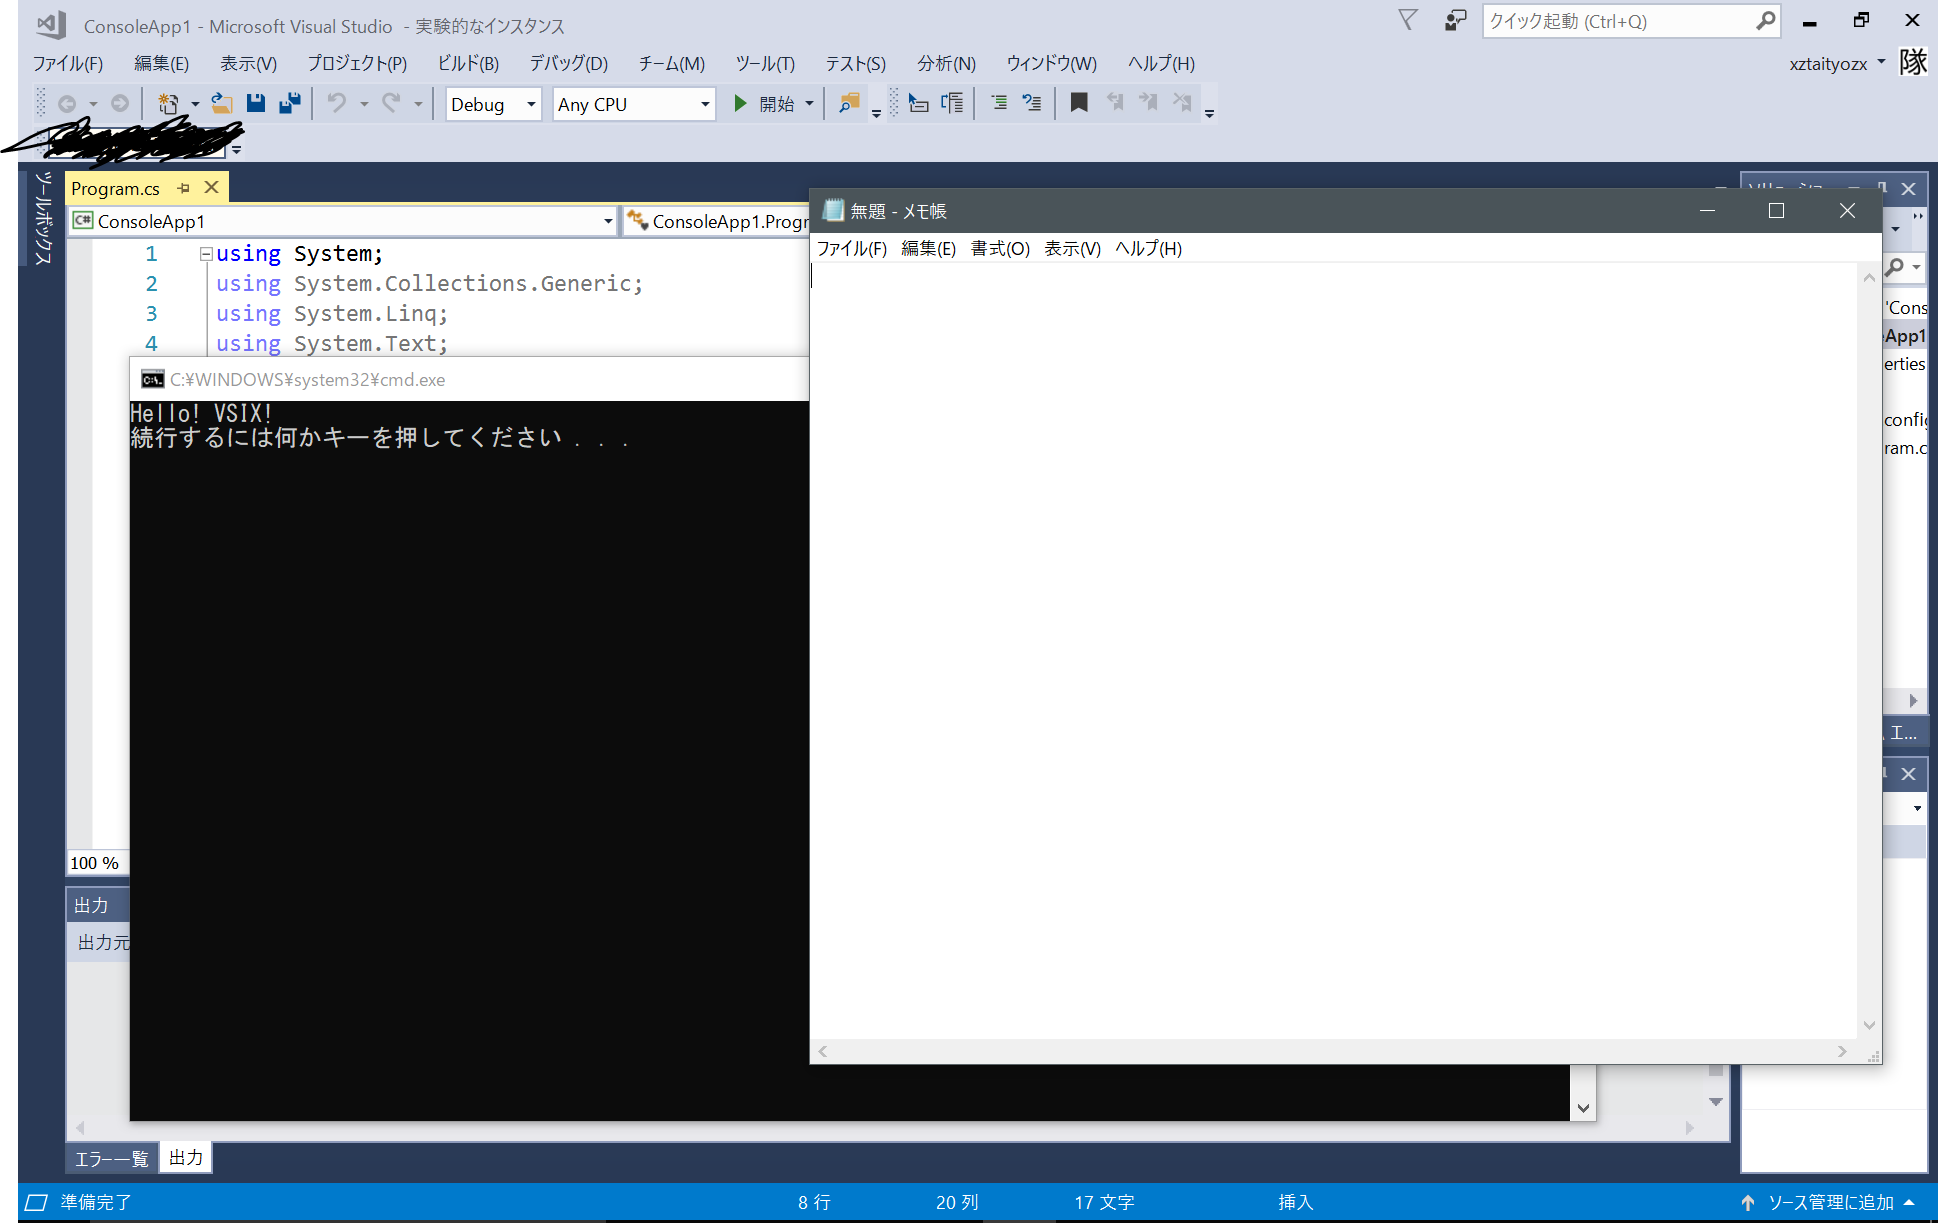 ConsoleApp1 - Microsoft Visual Studio - 実験的なインスタンス
クイック起動 (Ctrl+Q)
ファイル(F) 編集(E) 表示(V) プロジェクト(P) ビルド(B) デバッグ(D) チーム(M) ツール(T) テスト(S) 分析(N) ウィンドウ(W) ヘルプ(H)
xztaityozx 隊
Debug Any CPU 開始
ツールボックス
Program.cs
ConsoleApp1 ConsoleApp1.Progr
1 using System;
2 using System.Collections.Generic;
3 using System.Linq;
4 using System.Text;
C:¥WINDOWS¥system32¥cmd.exe
Hello! VSIX!
続行するには何かキーを押してください . . .
無題 - メモ帳
ファイル(F) 編集(E) 書式(O) 表示(V) ヘルプ(H)
'Cons
App1
erties
config
ram.c
エ...
100 %
出力
出力元
エラー一覧 出力
準備完了 8 行 20 列 17 文字 挿入 ソース管理に追加